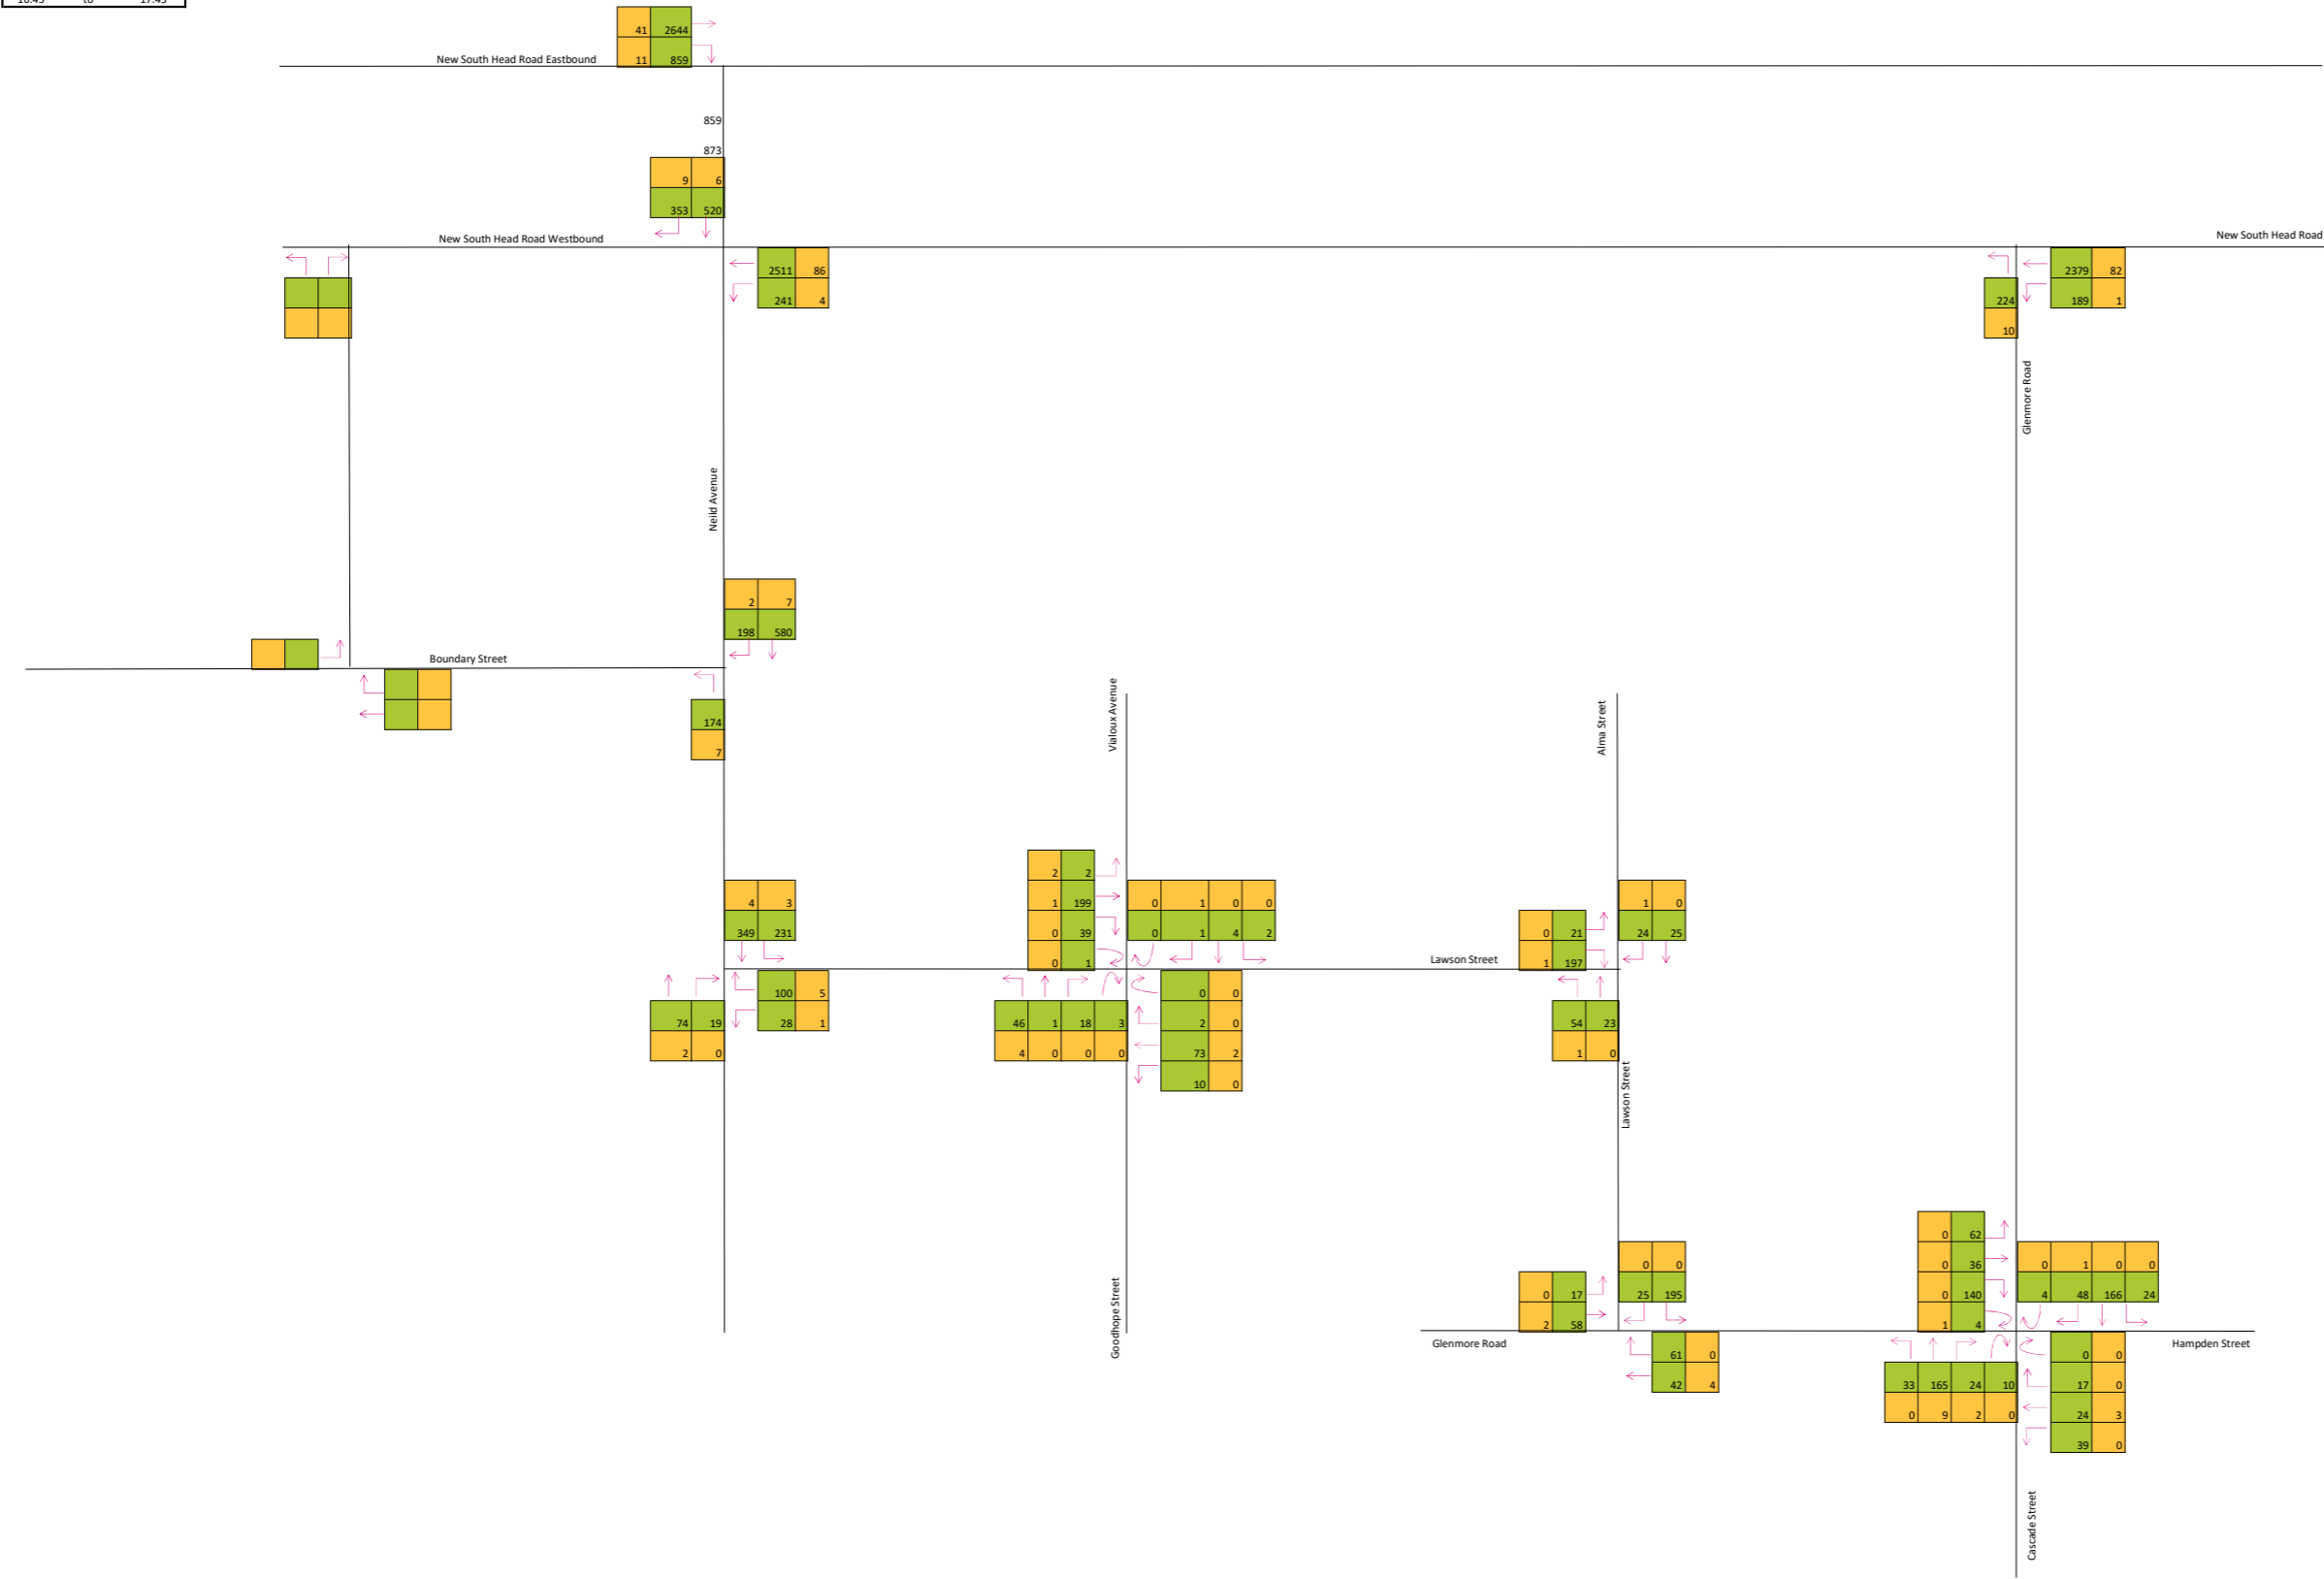 to
41 2644
11 859
New South Head Road Eastbound
859
873
9 6
353 520
New South Head Road Westbound
New South Head Road
2511 86
241 4
2379 82
189 1
224
10
Glenmore Road
Neild Avenue
2 7
198 580
Boundary Street
174
7
Vialoux Avenue
Alma Street
4 3
349 231
2 2
1 199
0 39
0 1
0 1 0 0
0 1 4 2
0 21
1 197
1 0
24 25
Lawson Street
100 5
28 1
74 19
2 0
46 1 18 3
4 0 0 0
0 0
2 0
73 2
10 0
54 23
1 0
Lawson Street
Goodhope Street
0 62
0 36
0 140
1 4
0 1 0 0
4 48 166 24
0 17
2 58
0 0
25 195
Glenmore Road
Hampden Street
61 0
42 4
33 165 24 10
0 9 2 0
0 0
17 0
24 3
39 0
Cascade Street